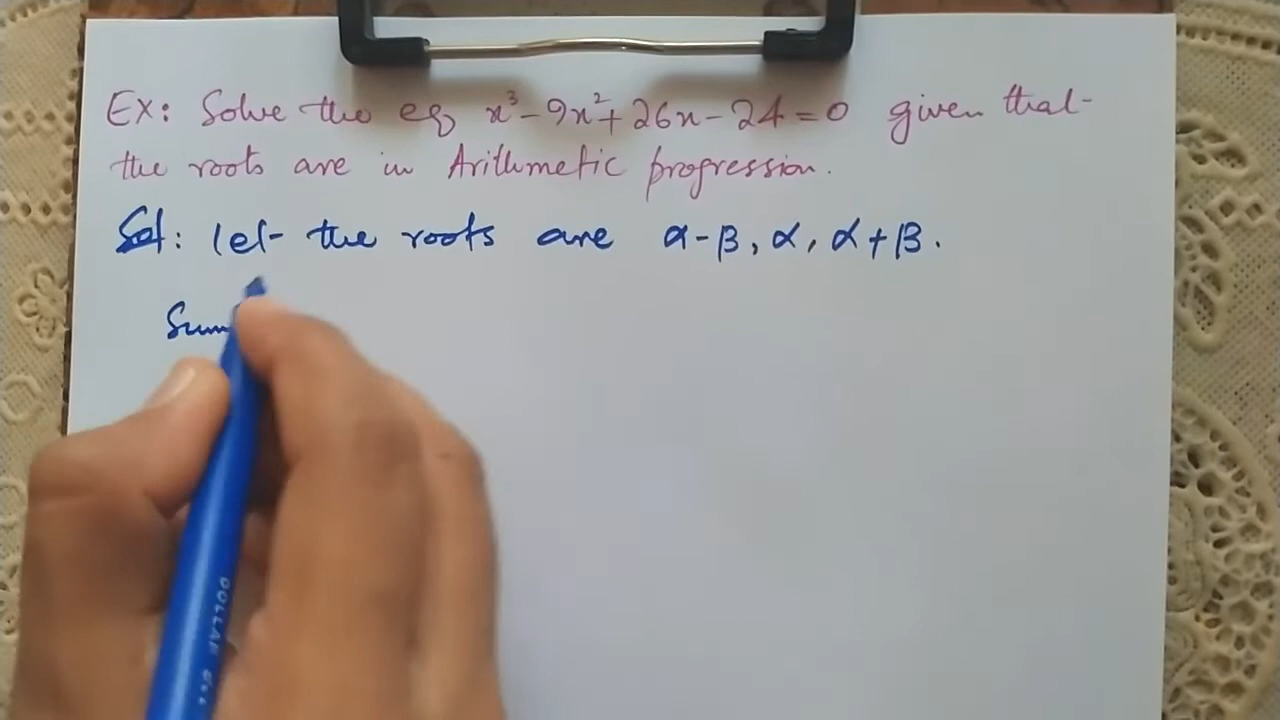 Ex: Solve the eq x³-9x²+26x-24=0 given that
the roots are in Arithmetic progression.
Sol: let the roots are α-β, α, α+β.
Sum
DOLLAR